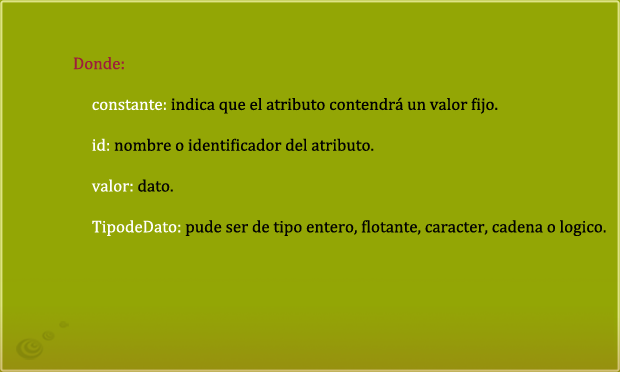 Donde:
constante: indica que el atributo contendrá un valor fijo.
id: nombre o identificador del atributo.
valor: dato.
TipodeDato: pude ser de tipo entero, flotante, caracter, cadena o logico.